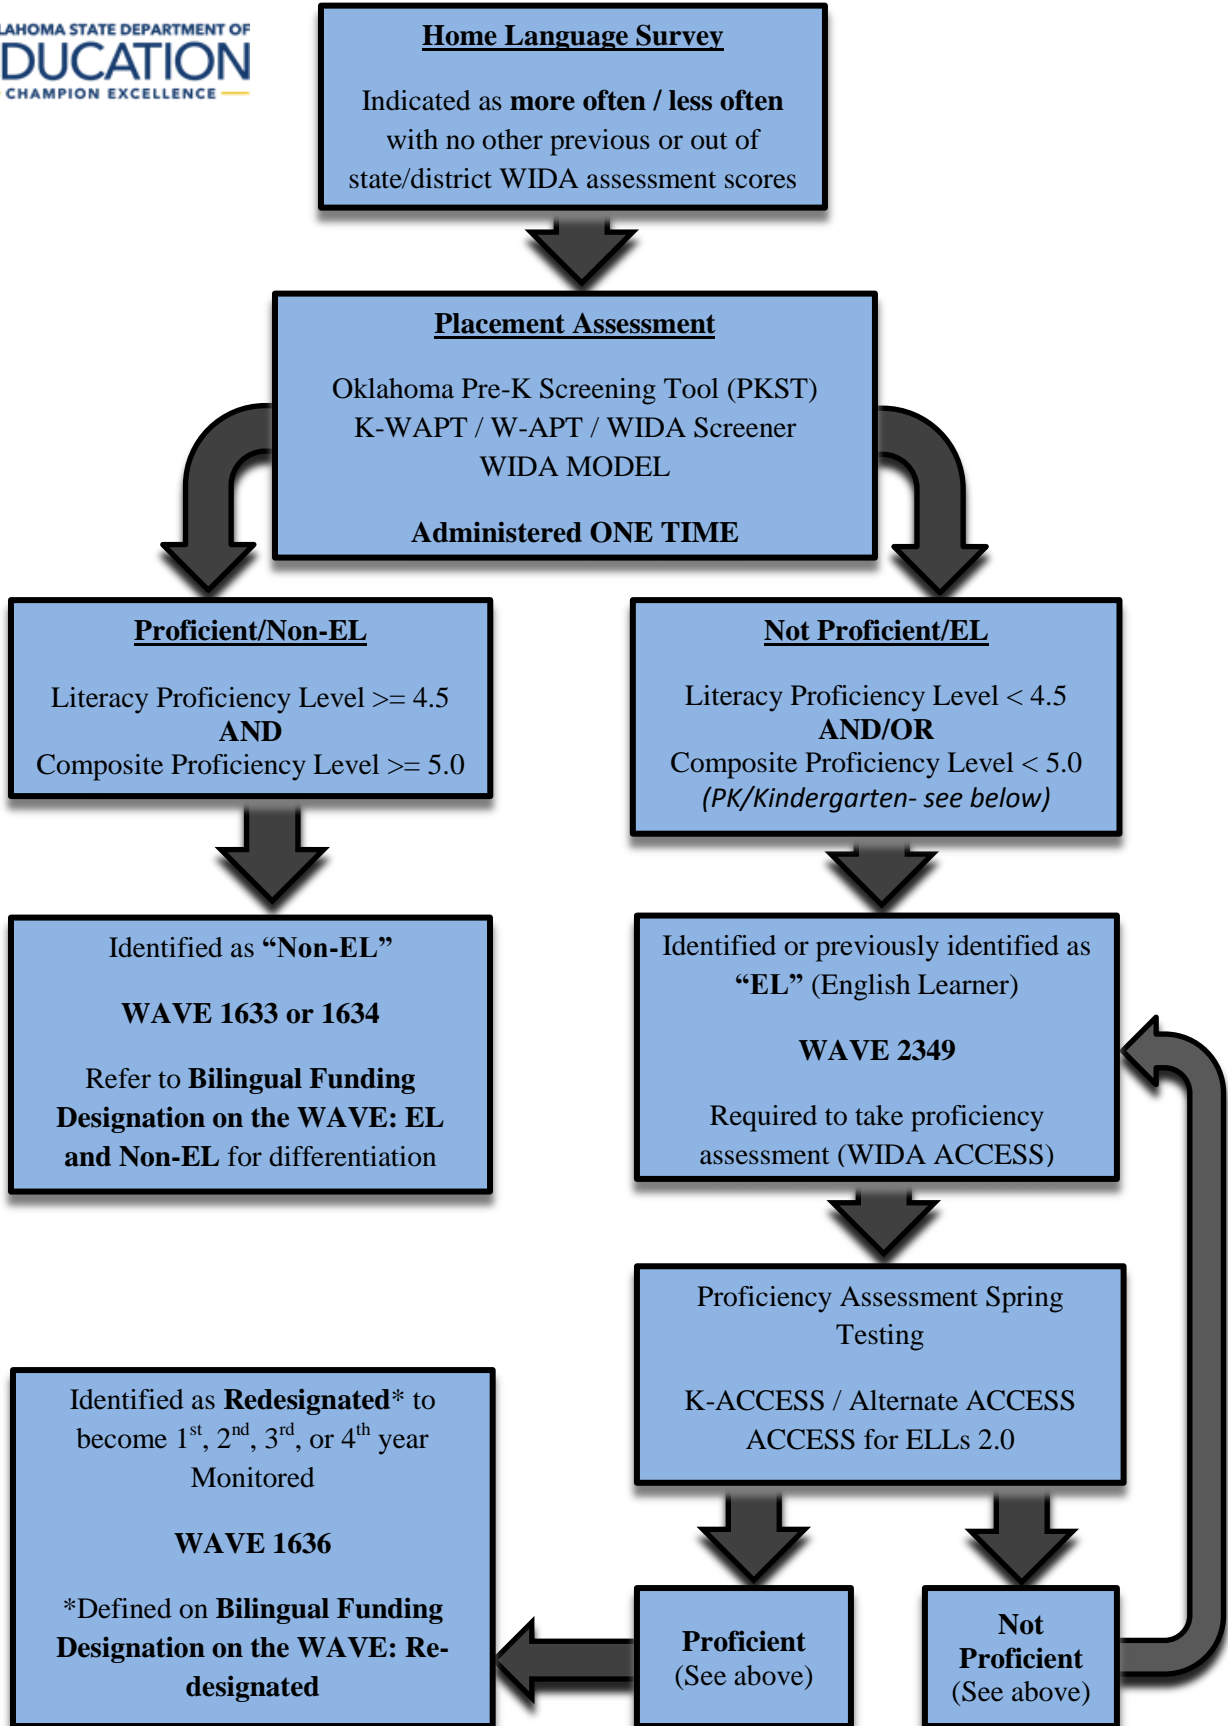 LAHOMA STATE DEPARTMENT OF
DUCATION
CHAMPION EXCELLENCE
Home Language Survey
Indicated as more often / less often
with no other previous or out of
state/district WIDA assessment scores
Placement Assessment
Oklahoma Pre-K Screening Tool (PKST)
K-WAPT / W-APT / WIDA Screener
WIDA MODEL
Administered ONE TIME
Proficient/Non-EL
Literacy Proficiency Level >= 4.5
AND
Composite Proficiency Level >= 5.0
Not Proficient/EL
Literacy Proficiency Level < 4.5
AND/OR
Composite Proficiency Level < 5.0
(PK/Kindergarten- see below)
Identified as “Non-EL”
WAVE 1633 or 1634
Refer to Bilingual Funding
Designation on the WAVE: EL
and Non-EL for differentiation
Identified or previously identified as
“EL” (English Learner)
WAVE 2349
Required to take proficiency
assessment (WIDA ACCESS)
Proficiency Assessment Spring
Testing
K-ACCESS / Alternate ACCESS
ACCESS for ELLs 2.0
Identified as Redesignated* to
become 1st, 2nd, 3rd, or 4th year
Monitored
WAVE 1636
*Defined on Bilingual Funding
Designation on the WAVE: Re-
designated
Proficient
(See above)
Not
Proficient
(See above)